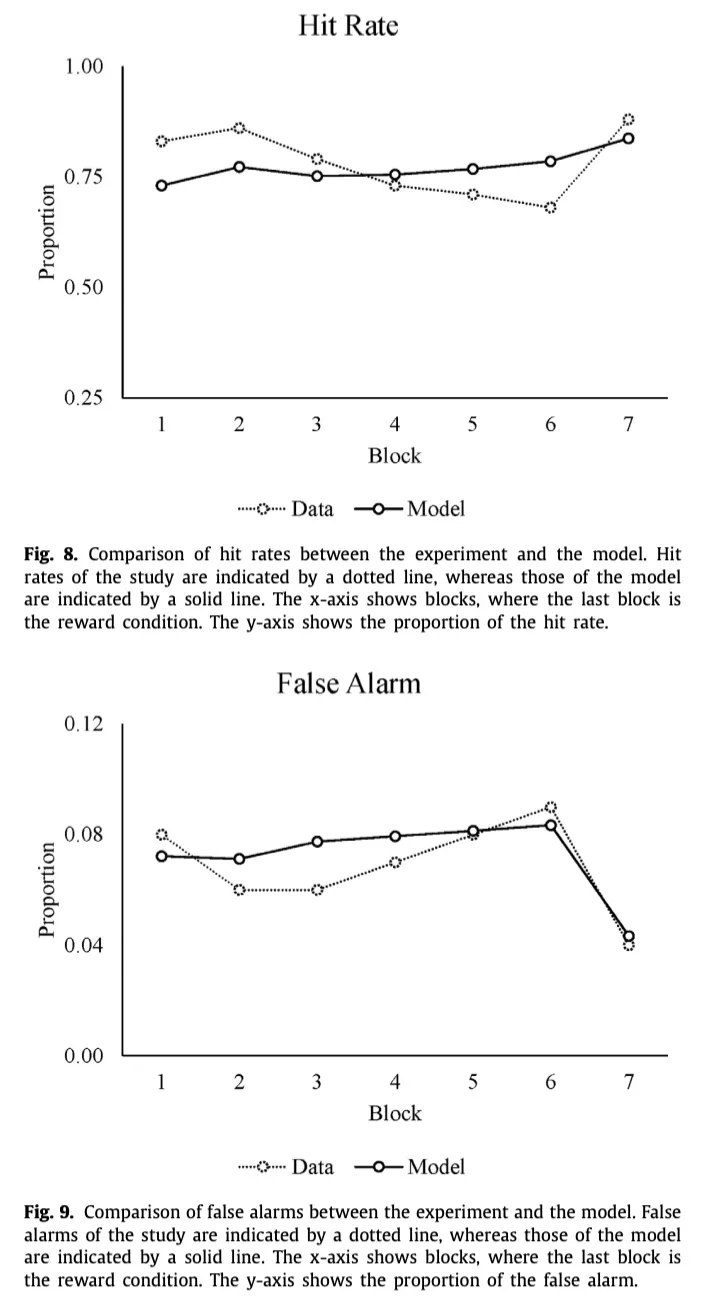 Hit Rate
1.00
0.75
0.50
0.25
Proportion
1 2 3 4 5 6 7
Block
Data Model
Fig. 8. Comparison of hit rates between the experiment and the model. Hit
rates of the study are indicated by a dotted line, whereas those of the model
are indicated by a solid line. The x-axis shows blocks, where the last block is
the reward condition. The y-axis shows the proportion of the hit rate.
False Alarm
0.12
0.08
0.04
0.00
Proportion
1 2 3 4 5 6 7
Block
Data Model
Fig. 9. Comparison of false alarms between the experiment and the model. False
alarms of the study are indicated by a dotted line, whereas those of the model
are indicated by a solid line. The x-axis shows blocks, where the last block is
the reward condition. The y-axis shows the proportion of the false alarm.